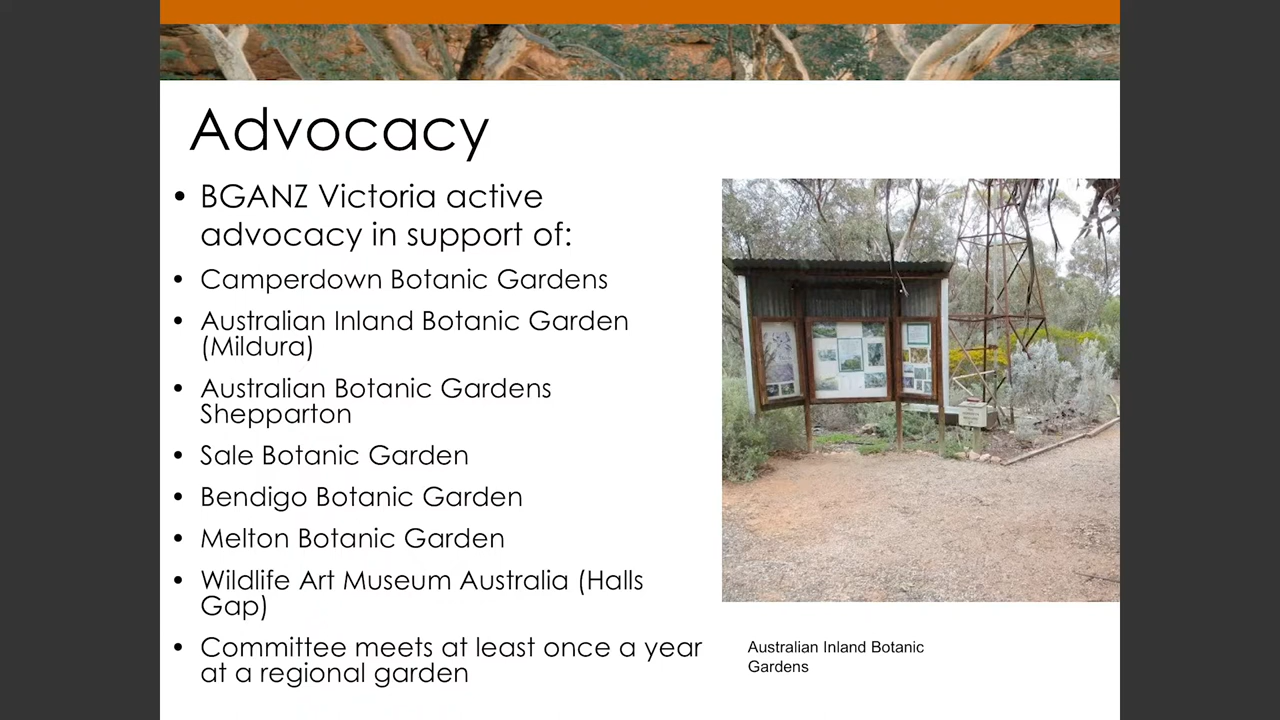 Advocacy
• BGANZ Victoria active
advocacy in support of:
• Camperdown Botanic Gardens
• Australian Inland Botanic Garden
(Mildura)
• Australian Botanic Gardens
Shepparton
• Sale Botanic Garden
• Bendigo Botanic Garden
• Melton Botanic Garden
• Wildlife Art Museum Australia (Halls
Gap)
• Committee meets at least once a year
at a regional garden
Australian Inland Botanic
Gardens